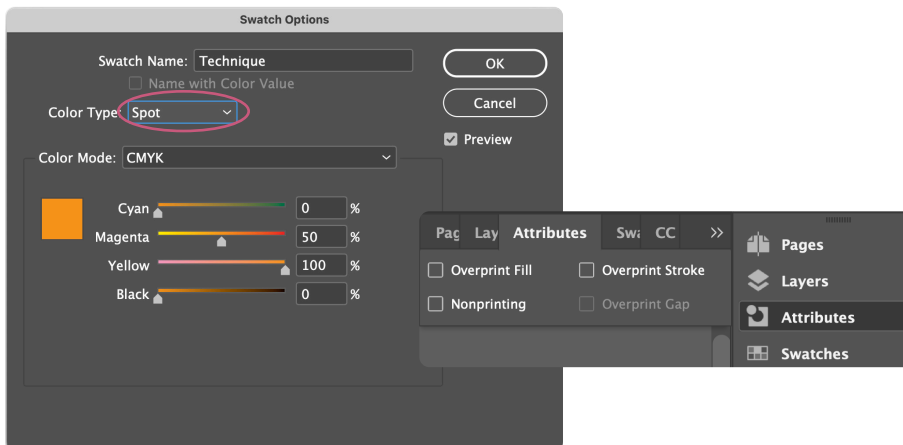 Swatch Options
Swatch Name: Technique
Name with Color Value
Color Type: Spot
OK
Cancel
Preview
Color Mode: CMYK
Cyan 0 %
Magenta 50 %
Yellow 100 %
Black 0 %
Pag Lay Attributes Swa CC
Overprint Fill Overprint Stroke
Nonprinting Overprint Gap
Pages
Layers
Attributes
Swatches